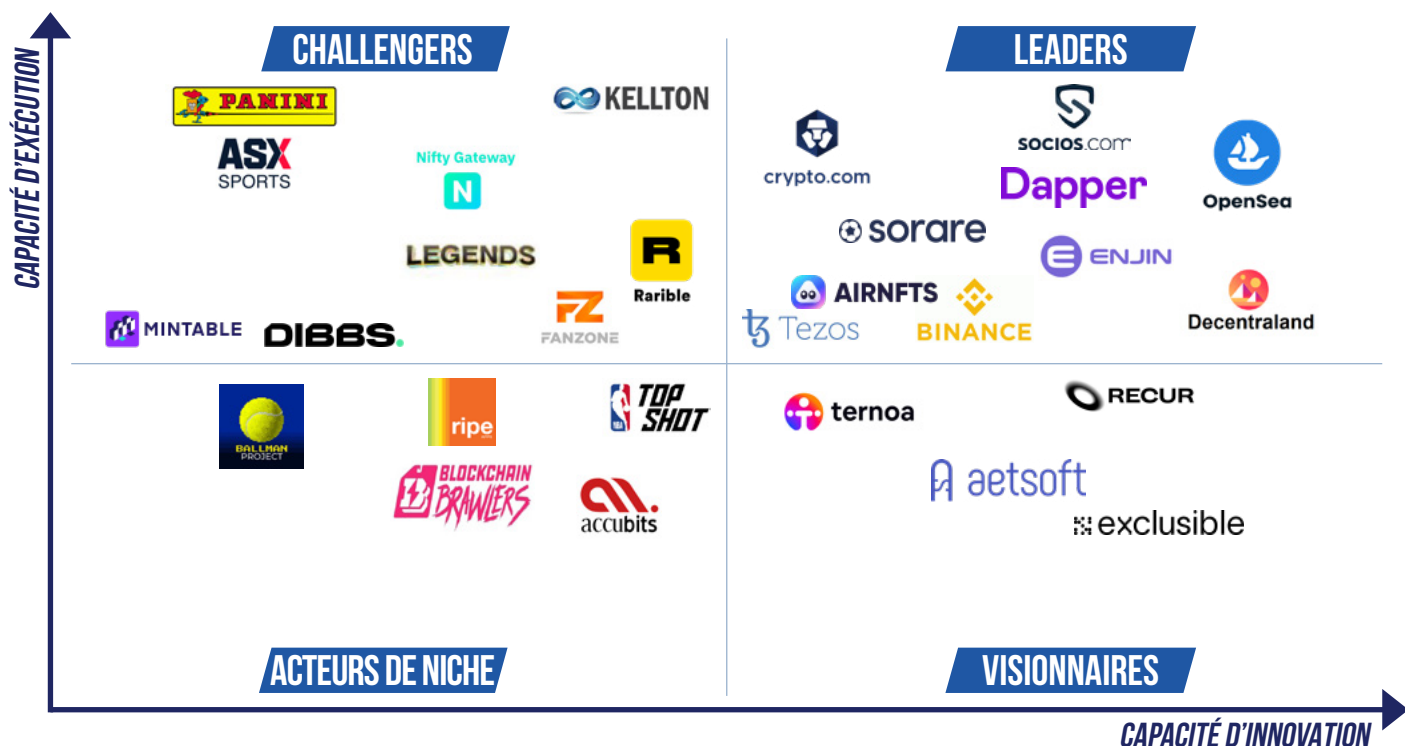 CAPACITÉ D'EXÉCUTION
CHALLENGERS
PANINI
KELLTON
ASX
SPORTS
Nifty Gateway
N
LEGENDS
R
Rarible
FZ
FANZONE
MINTABLE
DIBBS.
LEADERS
crypto.com
SOCIOS.COM
Dapper
OpenSea
sorare
ENJIN
AIRNFTS
Tezos
BINANCE
Decentraland
BALLMAN
PROJECT
ripe
TOP
SHOT
NBA
BLOCKCHAIN
BRAWLERS
accubits
ACTEURS DE NICHE
ternoa
RECUR
aetsoft
exclusible
VISIONNAIRES
CAPACITÉ D'INNOVATION